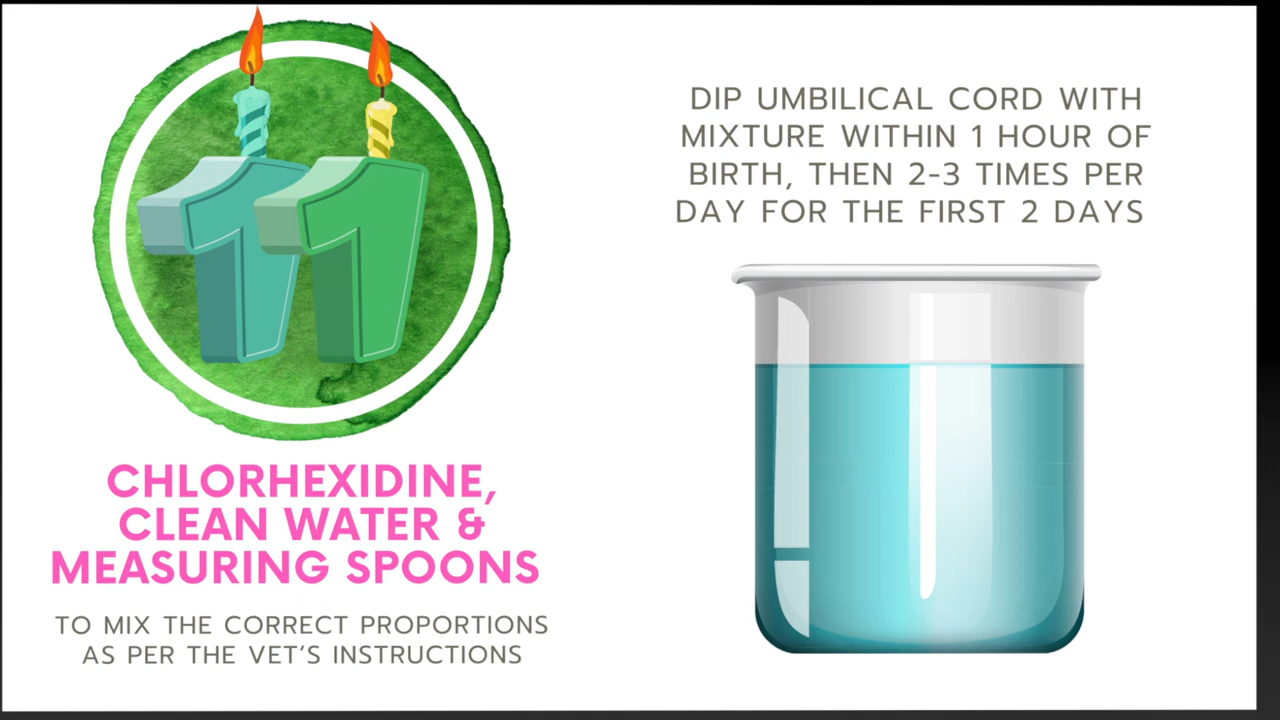 11
CHLORHEXIDINE,
CLEAN WATER &
MEASURING SPOONS
TO MIX THE CORRECT PROPORTIONS
AS PER THE VET'S INSTRUCTIONS
DIP UMBILICAL CORD WITH
MIXTURE WITHIN 1 HOUR OF
BIRTH, THEN 2-3 TIMES PER
DAY FOR THE FIRST 2 DAYS